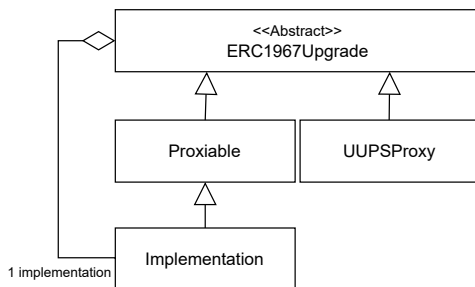 <<Abstract>>
ERC1967Upgrade
Proxiable
UUPSProxy
Implementation
1 implementation